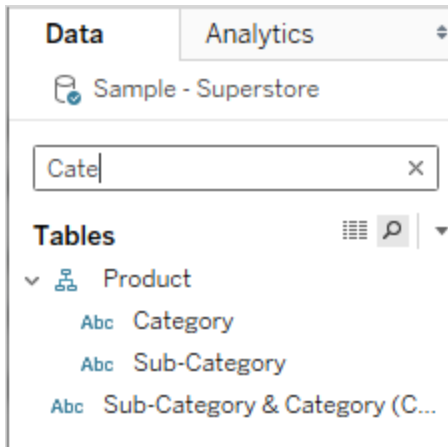 Data Analytics
Sample - Superstore
Cate
Tables
Product
Abc Category
Abc Sub-Category
Abc Sub-Category & Category (C...